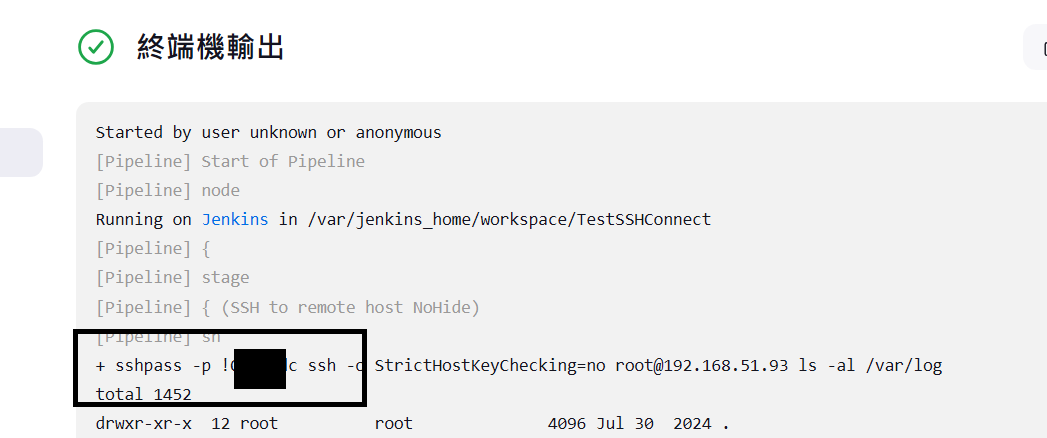 終端機輸出
Started by user unknown or anonymous
[Pipeline] Start of Pipeline
[Pipeline] node
Running on Jenkins in /var/jenkins_home/workspace/TestSSHConnect
[Pipeline] {
[Pipeline] stage
[Pipeline] { (SSH to remote host NoHide)
[Pipeline] sh
+ sshpass -p ssh -o StrictHostKeyChecking=no root@192.168.51.93 ls -al /var/log
total 1452
drwxr-xr-x 12 root root 4096 Jul 30 2024 .